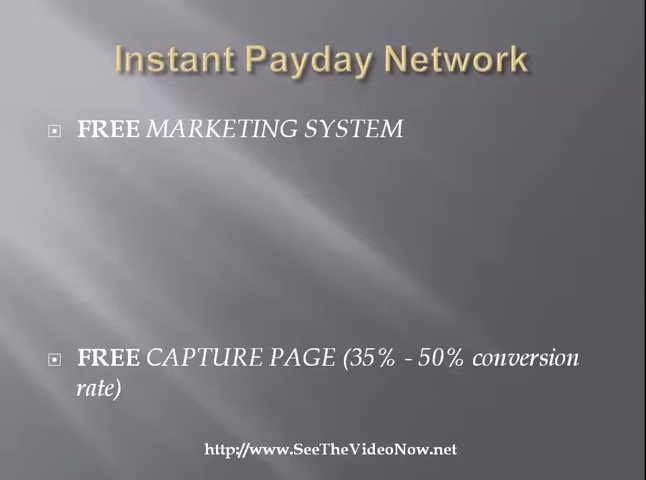 Instant Payday Network
FREE MARKETING SYSTEM
FREE CAPTURE PAGE (35% - 50% conversion
rate)
http://www.SeeTheVideoNow.net